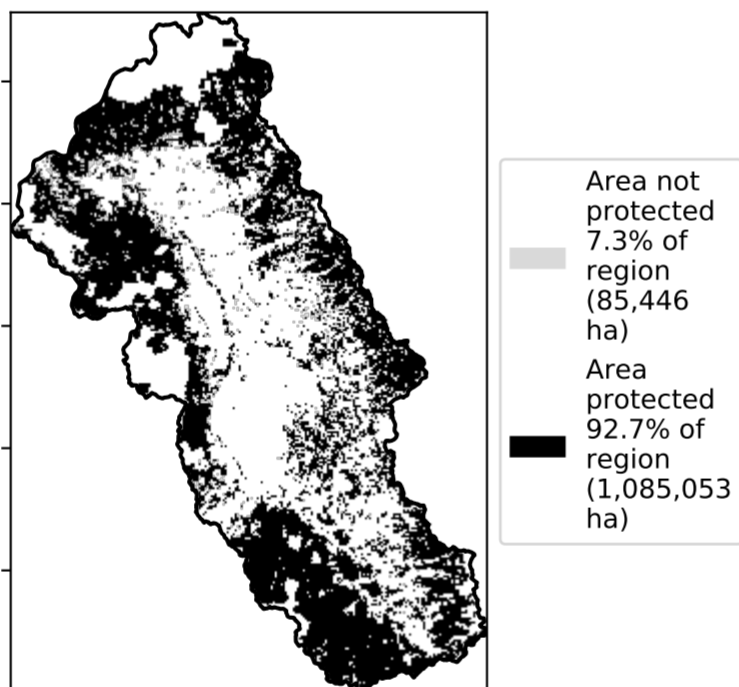 Area not
protected
7.3% of
region
(85,446
ha)
Area
protected
92.7% of
region
(1,085,053
ha)